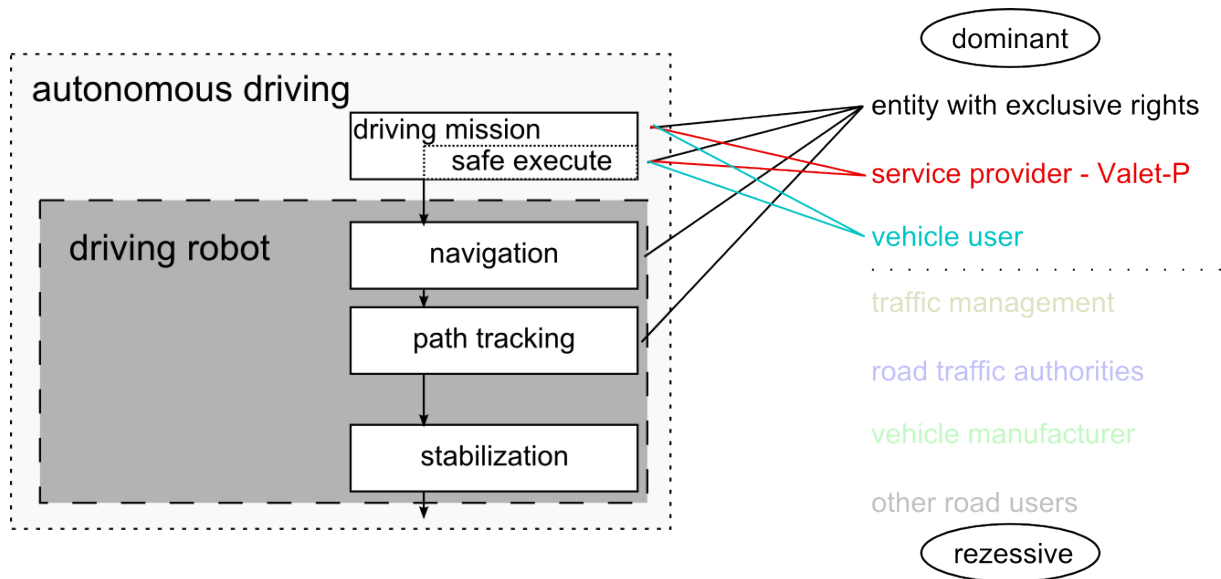 dominant
autonomous driving
entity with exclusive rights
driving mission
safe execute
service provider - Valet-P
vehicle user
driving robot
navigation
traffic management
path tracking
road traffic authorities
vehicle manufacturer
stabilization
other road users
rezessive